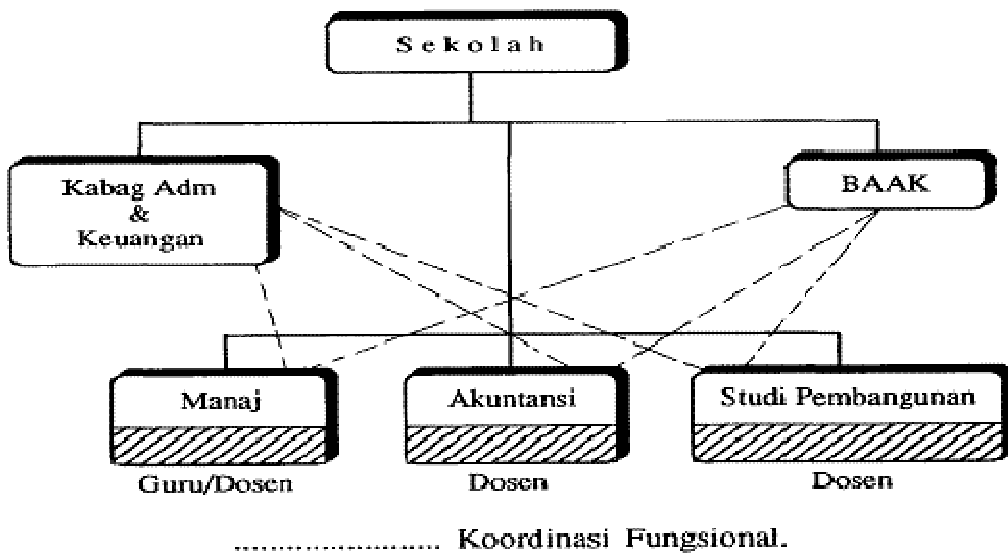 Sekolah
Kabag Adm
&
Keuangan
BAAK
Manaj
Akuntansi
Studi Pembangunan
Guru/Dosen
Dosen
Dosen
.................... Koordinasi Fungsional.